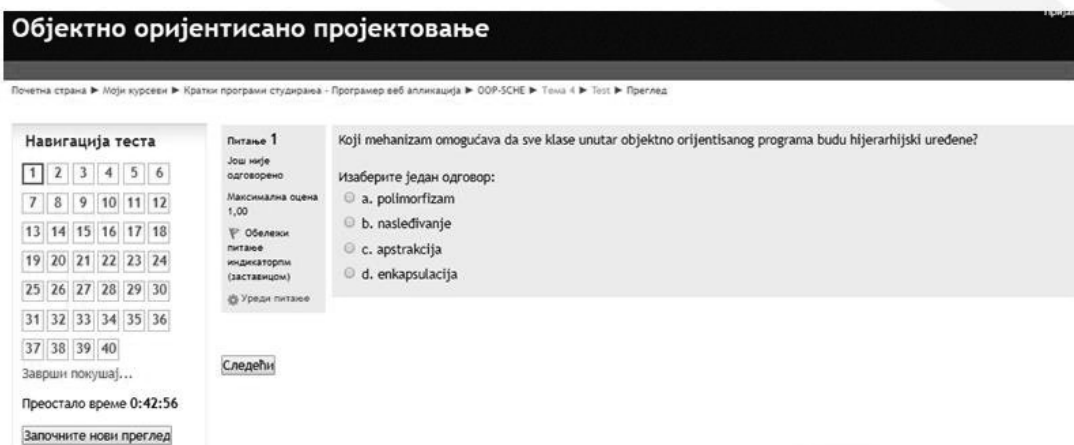 Објектно оријентисано пројектовање
Почетна страна ► Моји курсеви ► Кратки програми студирања - Програмер веб апликација ► OOP-SCHE ► Тема 4 ► Test ► Преглед
Навигација теста
1 2 3 4 5 6
7 8 9 10 11 12
13 14 15 16 17 18
19 20 21 22 23 24
25 26 27 28 29 30
31 32 33 34 35 36
37 38 39 40
Заврши покушај...
Преостало време 0:42:56
Започните нови преглед
Питање 1
Још није
одговорено
Максимална оцена
1,00
Обележи
питање
индикаторпм
(заставицом)
Уреди питање
Koji mehanizam omogućava da sve klase unutar objektno orijentisanog programa budu hijerarhijski uređene?
Изаберите један одговор:
a. polimorfizam
b. nasleđivanje
c. apstrakcija
d. enkapsulacija
Следећи